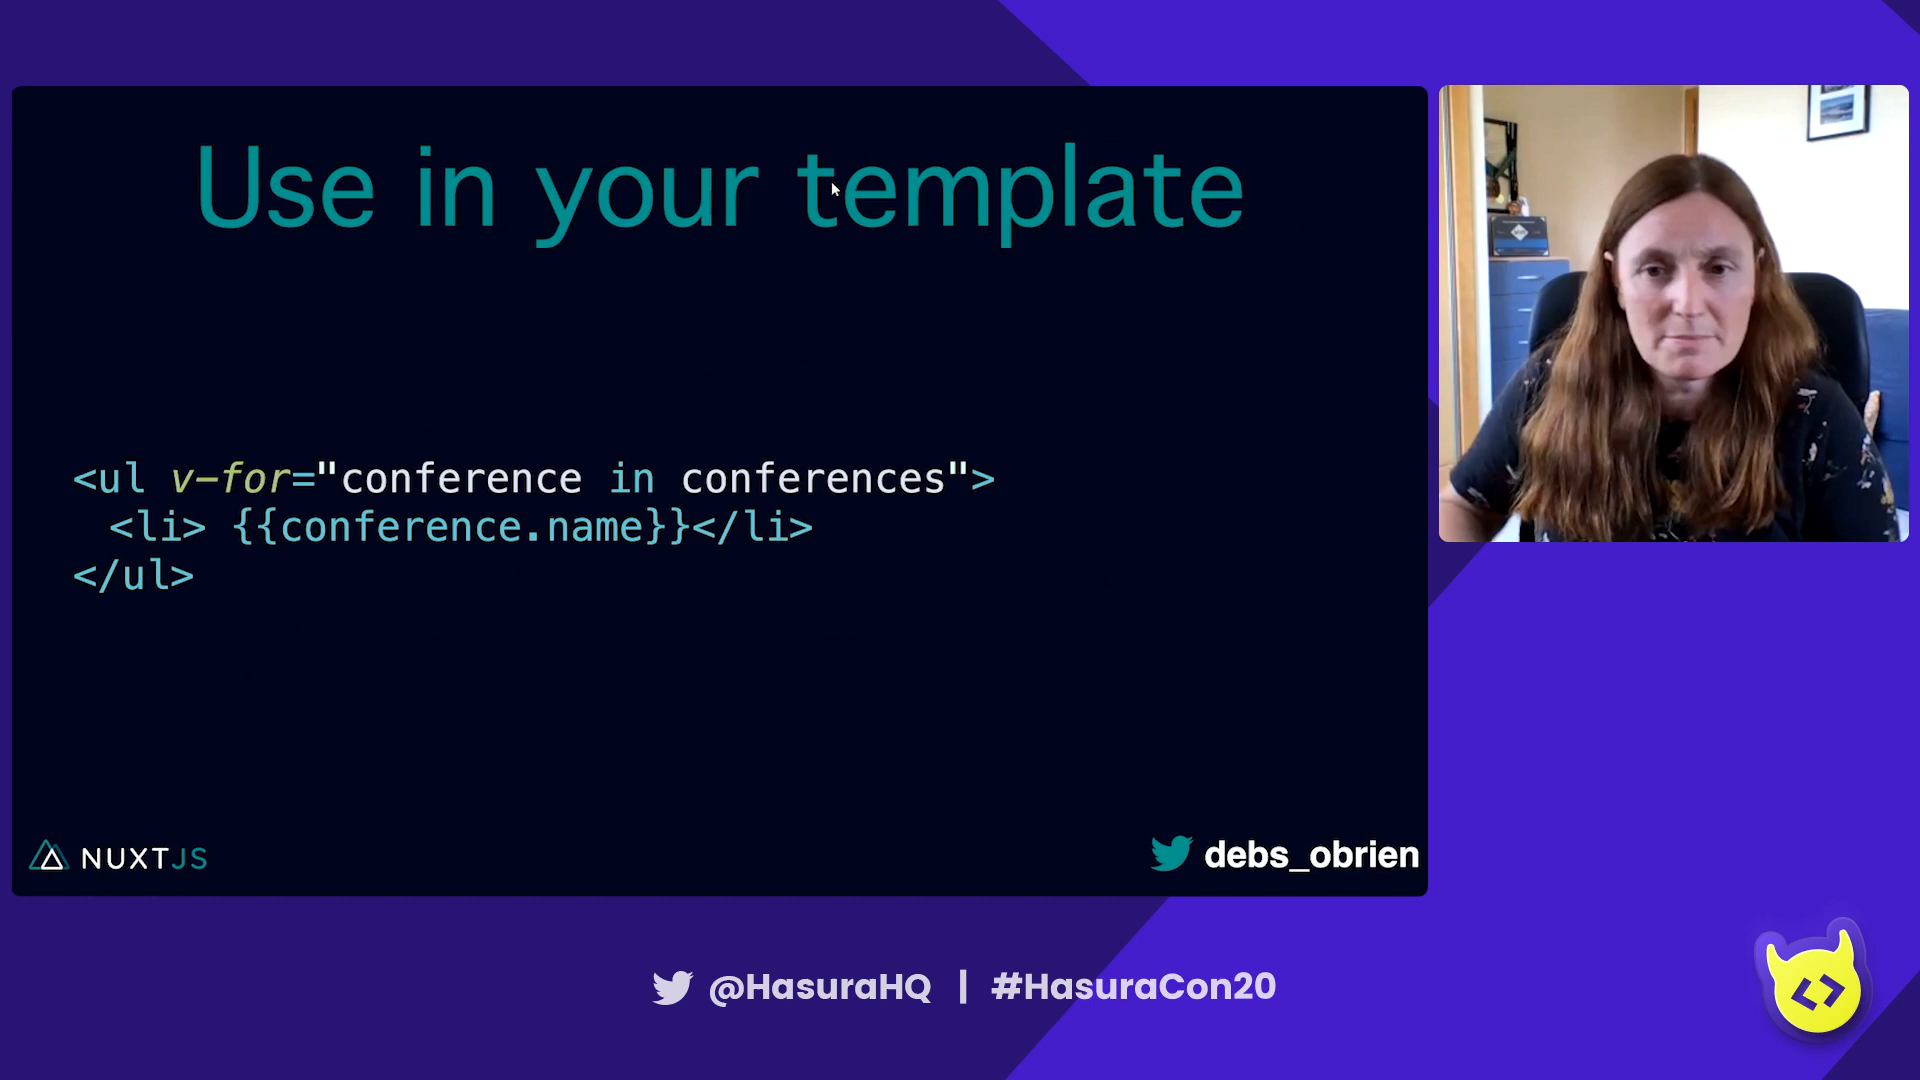 Use in your template
<ul v-for="conference in conferences">
<li> {{conference.name}}</li>
</ul>
NUXTJS
debs_obrien
@HasuraHQ | #HasuraCon20